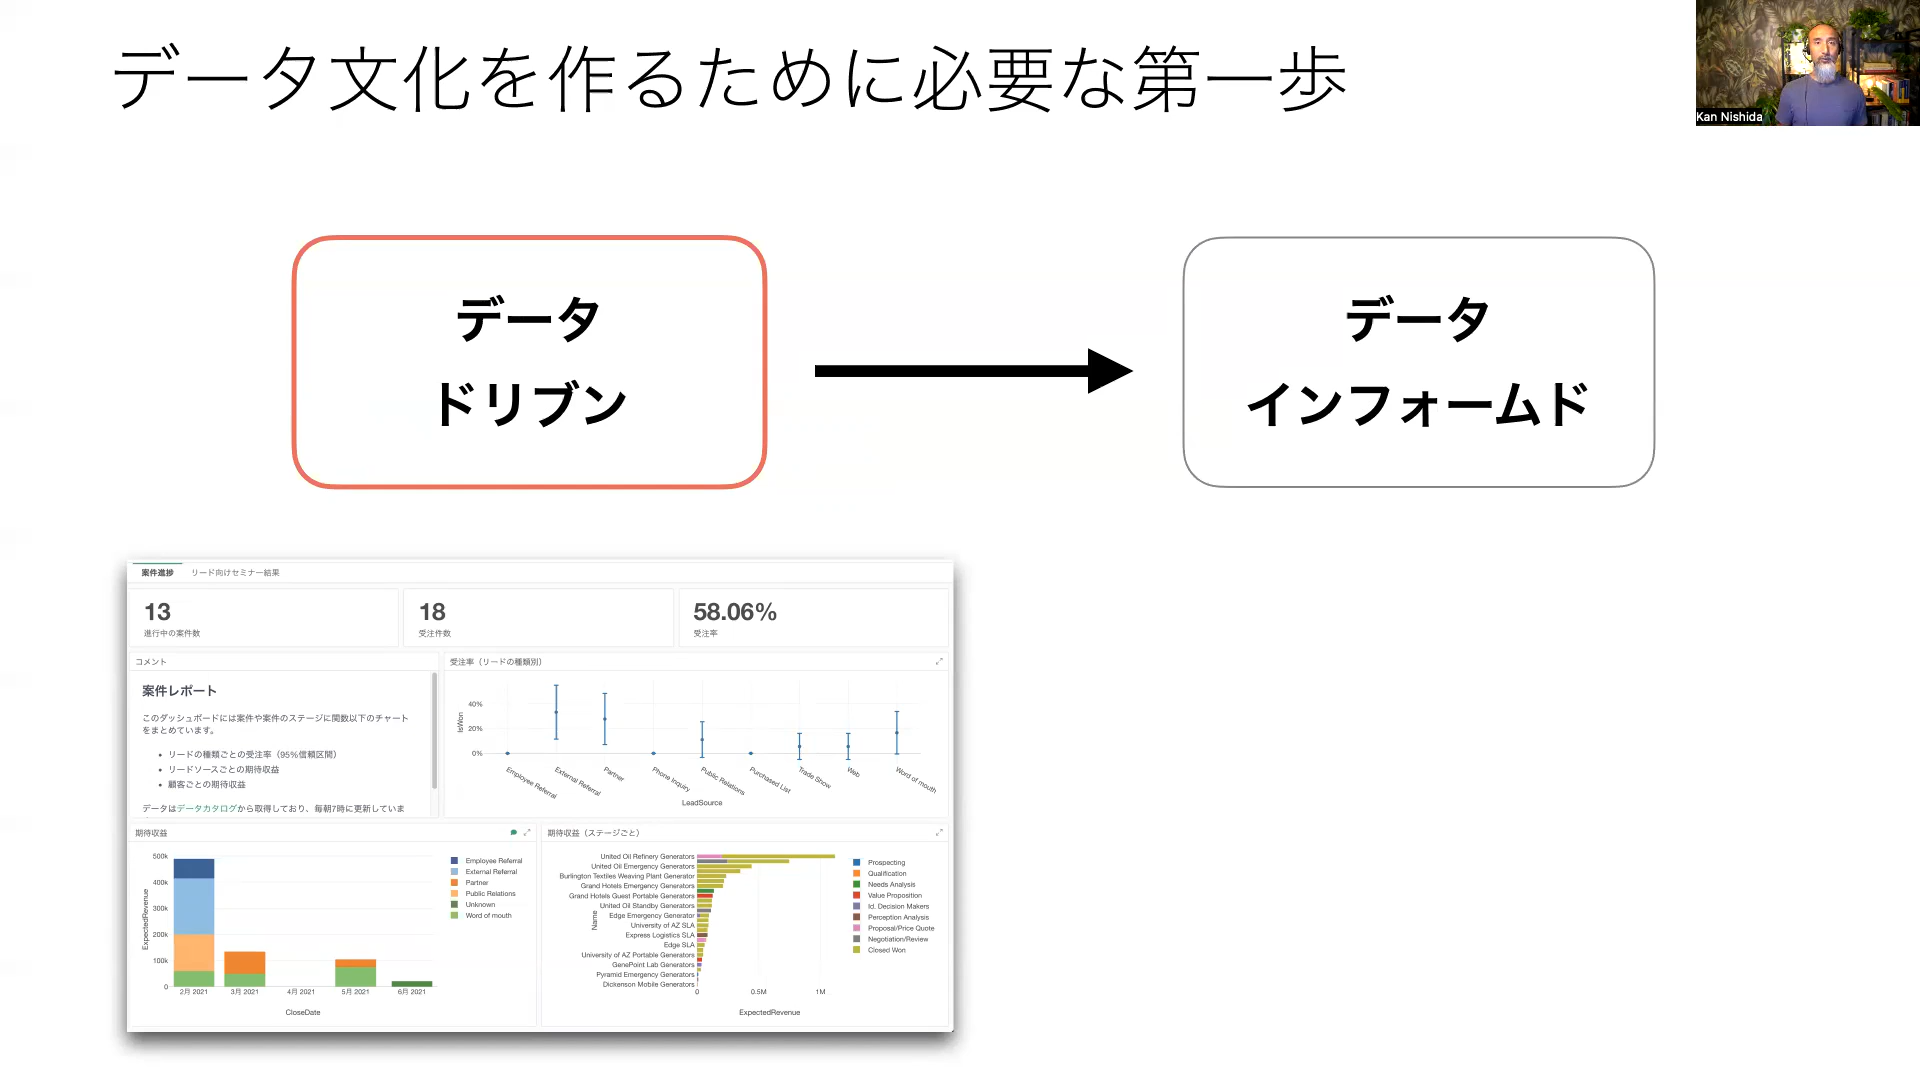 データ文化を作るために必要な第一歩
Kan Nishida
データ
ドリブン
データ
インフォームド
案件進捗 リード向けセミナー結果
13
進行中の案件数
18
受注件数
58.06%
受注率
コメント
案件レポート
このダッシュボードには案件や案件のステージに関数以下のチャート
をまとめています。
• リードの種類ごとの受注率（95%信頼区間）
• リードソースごとの期待収益
• 顧客ごとの期待収益
データはデータカタログから取得しており、毎朝7時に更新していま
受注率（リードの種類別）
IsWon
40%
20%
0%
Employee Referral
External Referral
Partner
Phone Inquiry
Public Relations
Purchased List
Trade Show
Web
Word of mouth
LeadSource
期待収益
ExpectedRevenue
500k
400k
300k
200k
100k
0
2月 2021
3月 2021
4月 2021
5月 2021
6月 2021
CloseDate
Employee Referral
External Referral
Partner
Public Relations
Unknown
Word of mouth
期待収益（ステージごと）
Name
United Oil Refinery Generators
United Oil Emergency Generators
Burlington Textiles Weaving Plant Generator
Grand Hotels Emergency Generators
Grand Hotels Guest Portable Generators
United Oil Standby Generators
Edge Emergency Generator
University of AZ SLA
Express Logistics SLA
Edge SLA
University of AZ Portable Generators
GenePoint Lab Generators
Pyramid Emergency Generators
Dickenson Mobile Generators
0
0.5M
1M
ExpectedRevenue
Prospecting
Qualification
Needs Analysis
Value Proposition
Id. Decision Makers
Perception Analysis
Proposal/Price Quote
Negotiation/Review
Closed Won